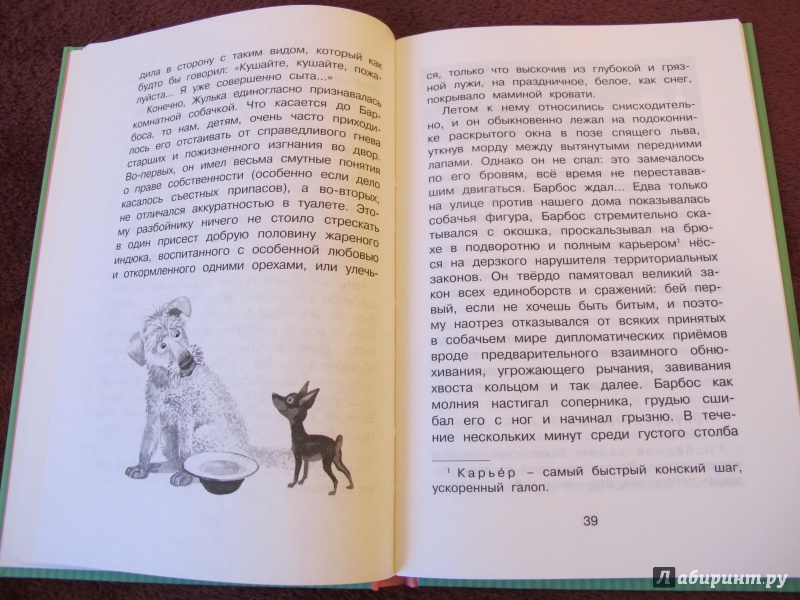 дила в сторону с таким видом, который как
будто бы говорил: «Кушайте, кушайте, пожа-
луйста... Я уже совершенно сыта...»
Конечно, Жулька единогласно признавалась
комнатной собачкой. Что касается до Бар-
боса, то нам, детям, очень часто приходи-
лось его отстаивать от справедливого гнева
старших и пожизненного изгнания во двор.
Во-первых, он имел весьма смутные понятия
о праве собственности (особенно если дело
касалось съестных припасов), а во-вторых,
не отличался аккуратностью в туалете. Это-
му разбойнику ничего не стоило стрескать
в один присест добрую половину жареного
индюка, воспитанного с особенной любовью
и откормленного одними орехами, или улечь-
ся, только что выскочив из глубокой и гряз-
ной лужи, на праздничное, белое, как снег,
покрывало маминой кровати.
Летом к нему относились снисходитель-
но, и он обыкновенно лежал на подоконни-
ке раскрытого окна в позе спящего льва,
уткнув морду между вытянутыми передними
лапами. Однако он не спал: это замечалось
по его бровям, всё время не перестават-
шим двигаться. Барбос ждал... Едва только
на улице против нашего дома показывалась
собачья фигура, Барбос стремительно ска-
тывался с окошка, проскальзывал на брю-
хе в подворотню и полным карьером¹ нёс-
ся на дерзкого нарушителя территориальных
законов. Он твёрдо памятовал великий за-
кон всех единоборств и сражений: бей пер-
вый, если не хочешь быть битым, и поэто-
му наотрез отказывался от всяких принятых
в собачьем мире дипломатических приёмов
вроде предварительного взаимного обню-
хивания, угрожающего рычания, завивания
хвоста кольцом и так далее. Барбос как
молния настигал соперника, грудью сши-
бал его с ног и начинал грызню. В тече-
ние нескольких минут среди густого столба
¹ Карье́р – самый быстрый конский шаг,
ускоренный галоп.
39
Лабиринт.ру